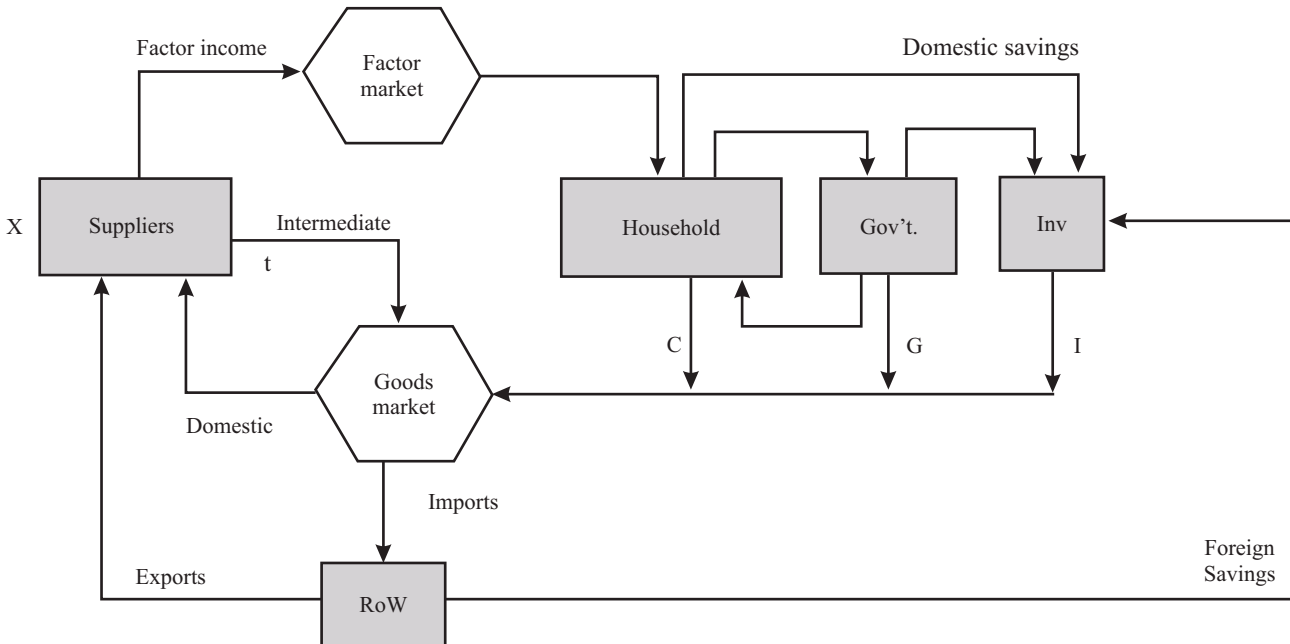 Factor income
Factor
market
Domestic savings
X
Suppliers
Intermediate
t
Household
Gov't.
Inv
C
G
I
Goods
market
Domestic
Imports
Exports
RoW
Foreign
Savings